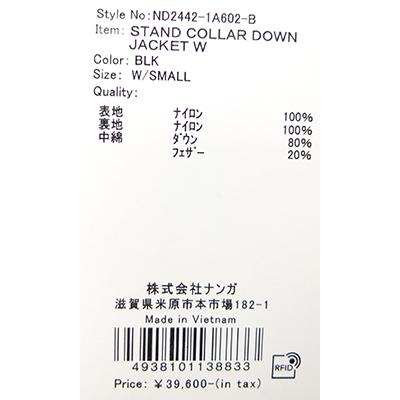 Style No:ND2442-1A602-B
Item: STAND COLLAR DOWN
JACKET W
Color: BLK
Size: W/SMALL
Quality:
表地 ナイロン 100%
裏地 ナイロン 100%
中綿 ダウン 80%
フェザー 20%
株式会社ナンガ
滋賀県米原市本市場182-1
Made in Vietnam
4938101138833
RFID
Price: ¥39,600-(in tax)